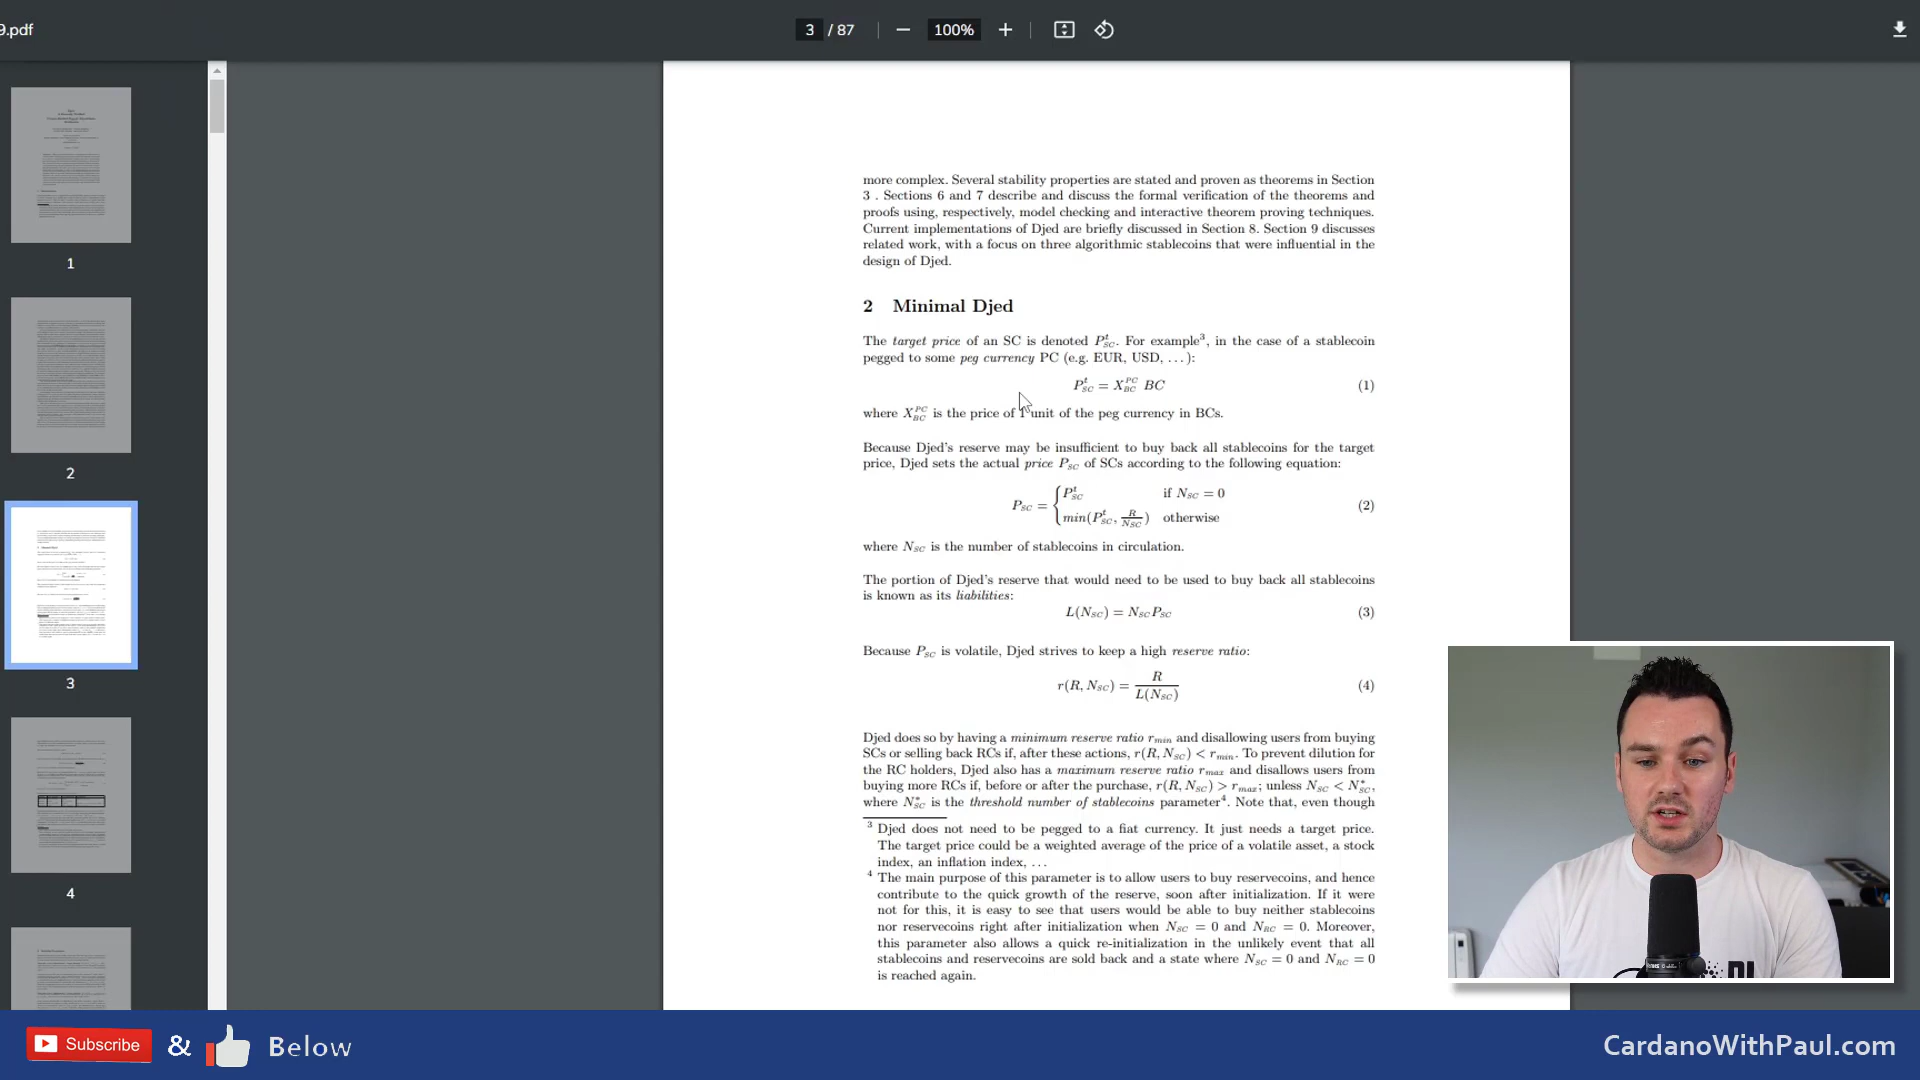 9.pdf
3 / 87
100%
1
2
3
4
more complex. Several stability properties are stated and proven as theorems in Section
3 . Sections 6 and 7 describe and discuss the formal verification of the theorems and
proofs using, respectively, model checking and interactive theorem proving techniques.
Current implementations of Djed are briefly discussed in Section 8. Section 9 discusses
related work, with a focus on three algorithmic stablecoins that were influential in the
design of Djed.
2 Minimal Djed
The target price of an SC is denoted P^t_SC. For example³, in the case of a stablecoin
pegged to some peg currency PC (e.g. EUR, USD, ...):
P^t_SC = X^PC_BC BC (1)
where X^PC_BC is the price of 1 unit of the peg currency in BCs.
Because Djed's reserve may be insufficient to buy back all stablecoins for the target
price, Djed sets the actual price P_SC of SCs according to the following equation:
P_SC = { P^t_SC if N_SC = 0
min(P^t_SC, R/N_SC) otherwise (2)
where N_SC is the number of stablecoins in circulation.
The portion of Djed's reserve that would need to be used to buy back all stablecoins
is known as its liabilities:
L(N_SC) = N_SC P_SC (3)
Because P_SC is volatile, Djed strives to keep a high reserve ratio:
r(R, N_SC) = R / L(N_SC) (4)
Djed does so by having a minimum reserve ratio r_min and disallowing users from buying
SCs or selling back RCs if, after these actions, r(R, N_SC) < r_min. To prevent dilution for
the RC holders, Djed also has a maximum reserve ratio r_max and disallows users from
buying more RCs if, before or after the purchase, r(R, N_SC) > r_max; unless N_SC < N*_SC,
where N*_SC is the threshold number of stablecoins parameter⁴. Note that, even though
³ Djed does not need to be pegged to a fiat currency. It just needs a target price.
The target price could be a weighted average of the price of a volatile asset, a stock
index, an inflation index, ...
⁴ The main purpose of this parameter is to allow users to buy reservecoins, and hence
contribute to the quick growth of the reserve, soon after initialization. If it were
not for this, it is easy to see that users would be able to buy neither stablecoins
nor reservecoins right after initialization when N_SC = 0 and N_RC = 0. Moreover,
this parameter also allows a quick re-initialization in the unlikely event that all
stablecoins and reservecoins are sold back and a state where N_SC = 0 and N_RC = 0
is reached again.
Subscribe & Below
CardanoWithPaul.com